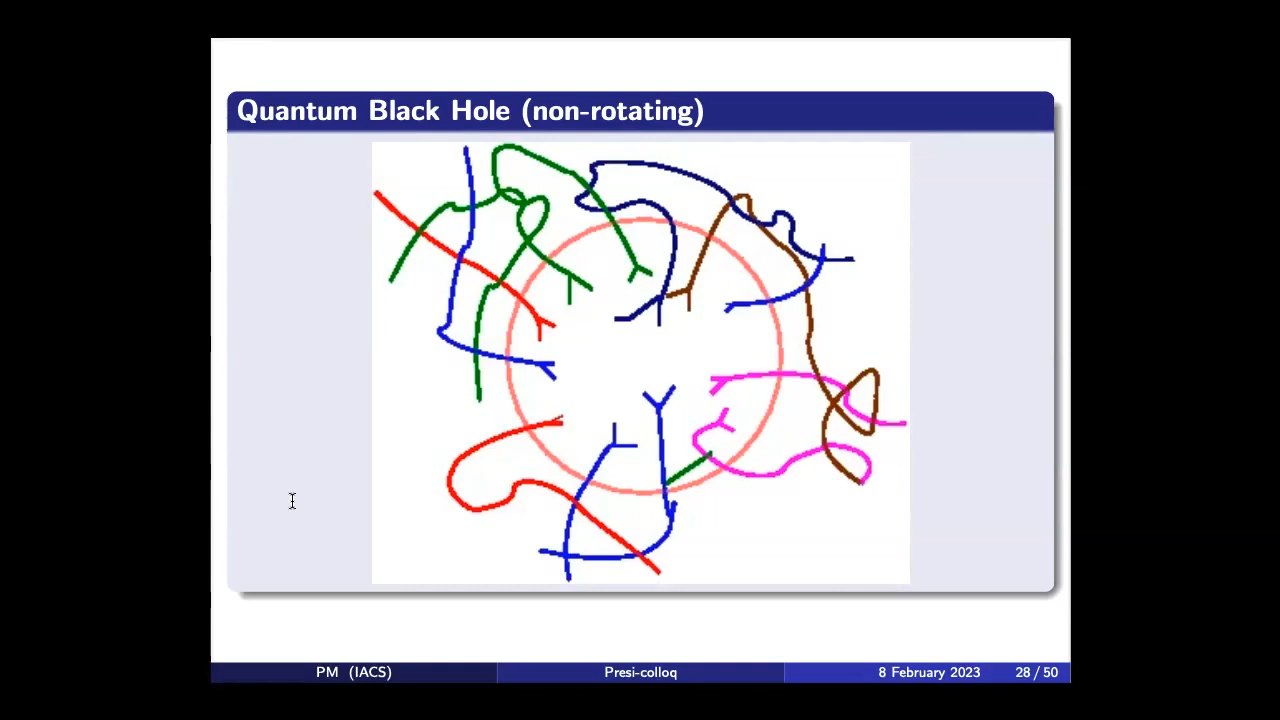 Quantum Black Hole (non-rotating)
PM (IACS) Presi-colloq 8 February 2023 28 / 50